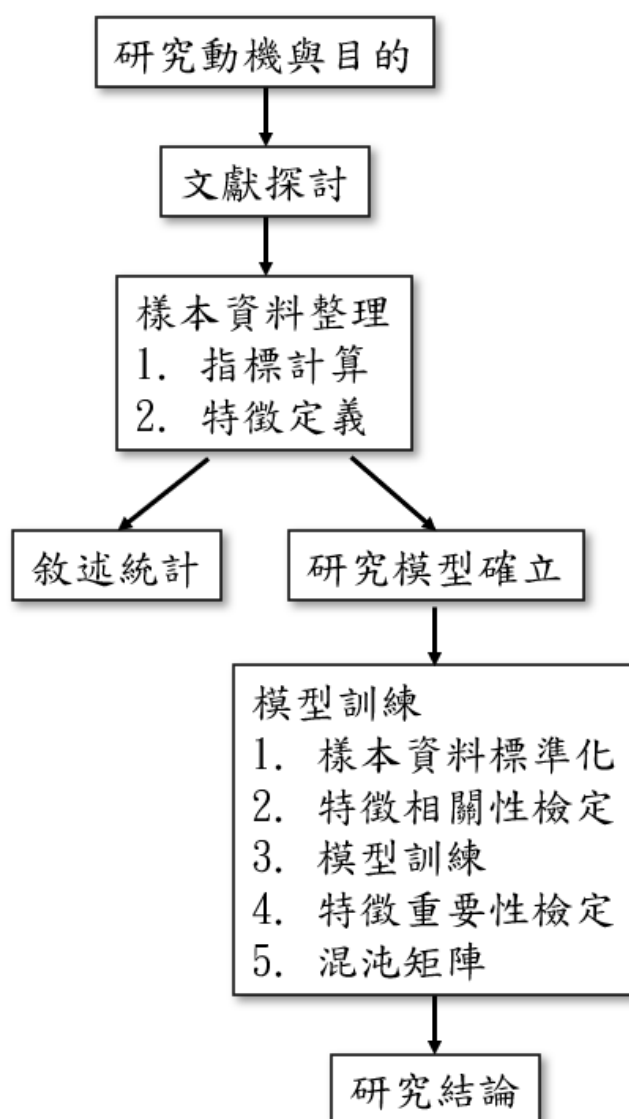 研究動機與目的
文獻探討
樣本資料整理
1. 指標計算
2. 特徵定義
敘述統計
研究模型確立
模型訓練
1. 樣本資料標準化
2. 特徵相關性檢定
3. 模型訓練
4. 特徵重要性檢定
5. 混沌矩陣
研究結論